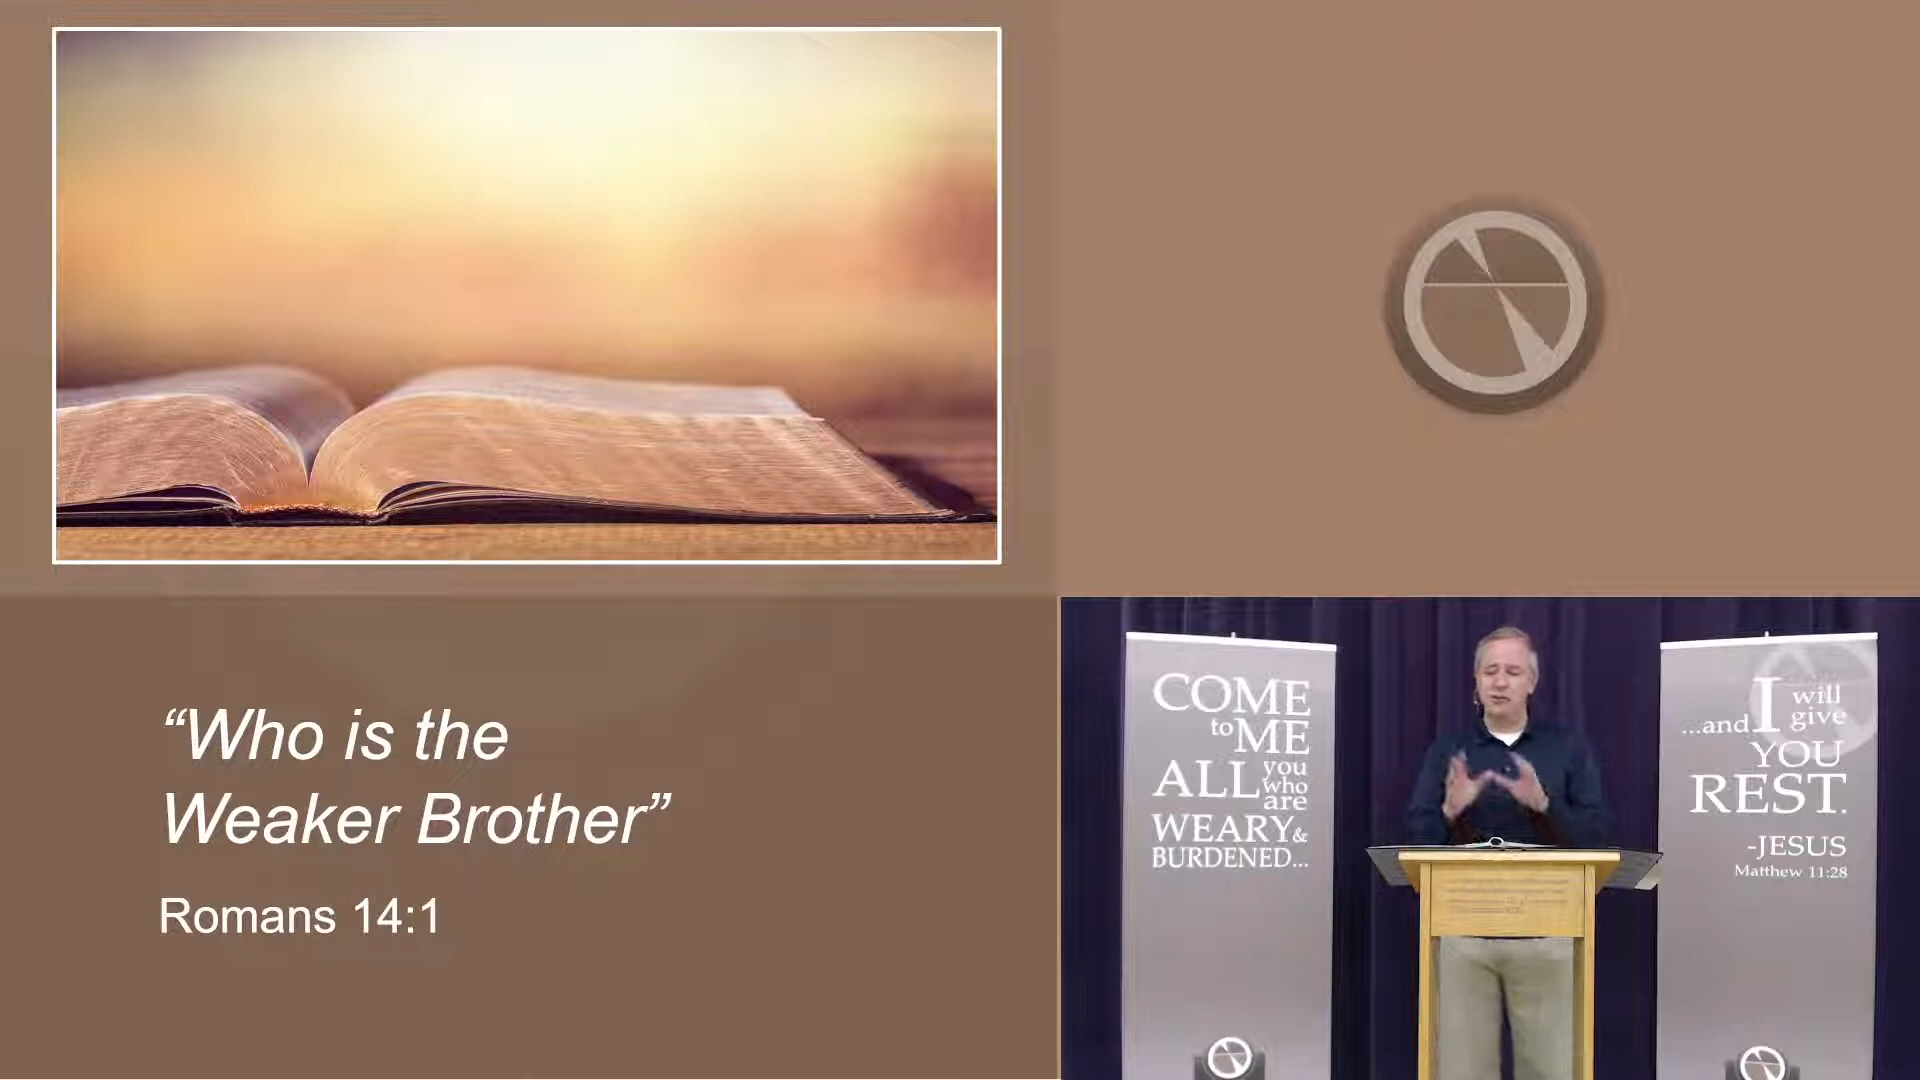 “Who is the
Weaker Brother”
Romans 14:1
COME
to ME
ALL you who are
WEARY &
BURDENED...
...and I will give
YOU
REST.
-JESUS
Matthew 11:28